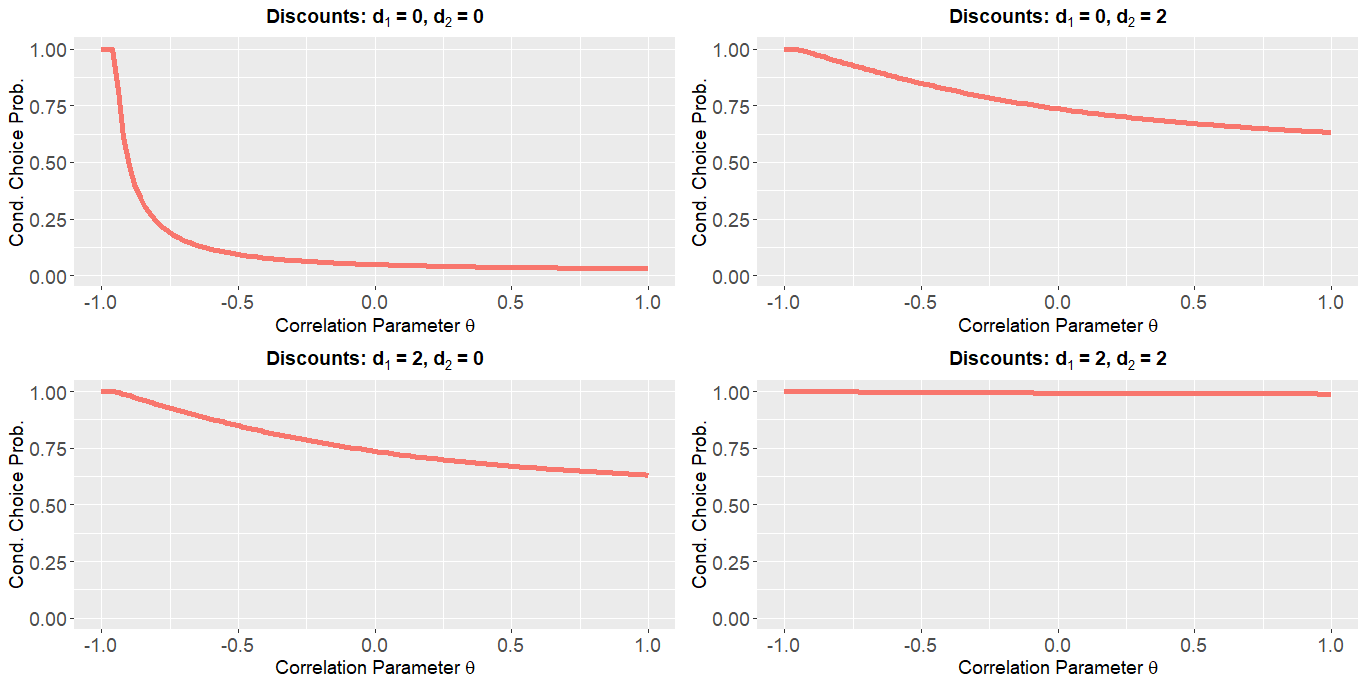 Discounts: d1 = 0, d2 = 0
Cond. Choice Prob.
1.00
0.75
0.50
0.25
0.00
-1.0 -0.5 0.0 0.5 1.0
Correlation Parameter θ
Discounts: d1 = 0, d2 = 2
Cond. Choice Prob.
1.00
0.75
0.50
0.25
0.00
-1.0 -0.5 0.0 0.5 1.0
Correlation Parameter θ
Discounts: d1 = 2, d2 = 0
Cond. Choice Prob.
1.00
0.75
0.50
0.25
0.00
-1.0 -0.5 0.0 0.5 1.0
Correlation Parameter θ
Discounts: d1 = 2, d2 = 2
Cond. Choice Prob.
1.00
0.75
0.50
0.25
0.00
-1.0 -0.5 0.0 0.5 1.0
Correlation Parameter θ